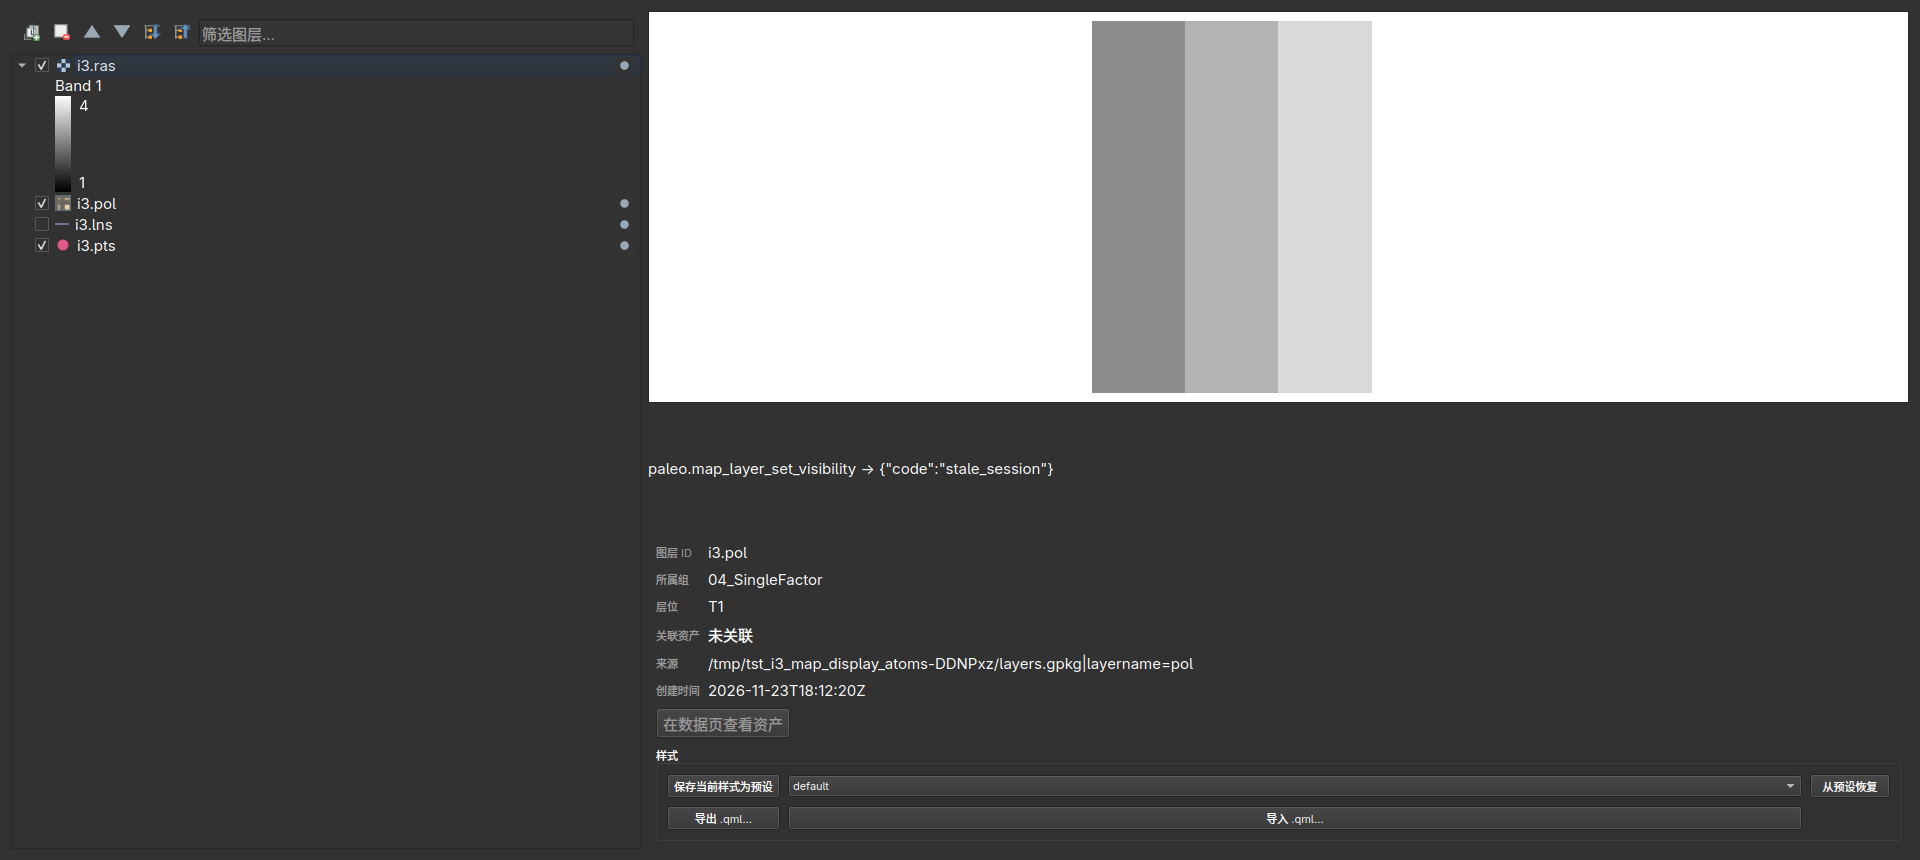 筛选图层...
i3.ras
Band 1
4
1
i3.pol
i3.lns
i3.pts
paleo.map_layer_set_visibility → {"code":"stale_session"}
图层 ID i3.pol
所属组 04_SingleFactor
层位 T1
关联资产 未关联
来源 /tmp/tst_i3_map_display_atoms-DDNPxz/layers.gpkg|layername=pol
创建时间 2026-11-23T18:12:20Z
在数据页查看资产
样式
保存当前样式为预设 default 从预设恢复
导出 .qml... 导入 .qml...